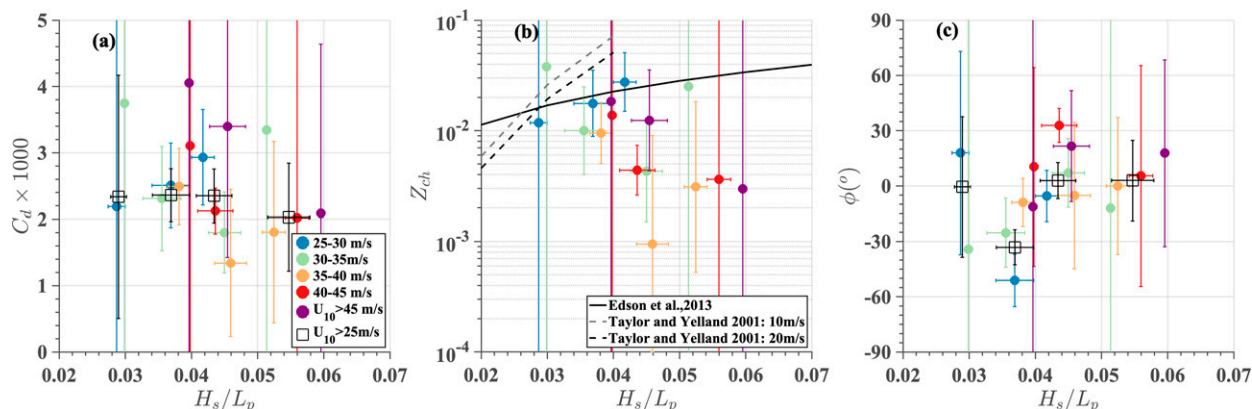 (a)
C_d × 1000
5
4
3
2
1
0
0.02 0.03 0.04 0.05 0.06 0.07
H_s/L_p
25-30 m/s
30-35m/s
35-40 m/s
40-45 m/s
U_10>45 m/s
U_10>25m/s
(b)
Z_ch
10^-1
10^-2
10^-3
10^-4
0.02 0.03 0.04 0.05 0.06 0.07
H_s/L_p
Edson et al.,2013
Taylor and Yelland 2001: 10m/s
Taylor and Yelland 2001: 20m/s
(c)
ϕ(^o)
90
60
30
0
-30
-60
-90
0.02 0.03 0.04 0.05 0.06 0.07
H_s/L_p